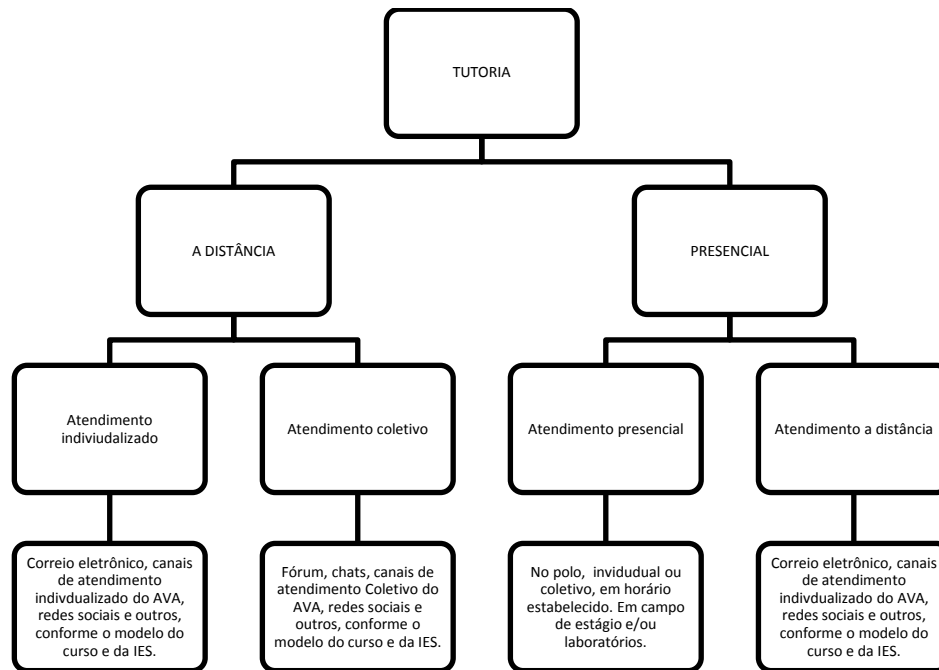 TUTORIA
A DISTÂNCIA
PRESENCIAL
Atendimento
indiviudalizado
Atendimento coletivo
Atendimento presencial
Atendimento a distância
Correio eletrônico, canais
de atendimento
indivdualizado do AVA,
redes sociais e outros,
conforme o modelo do
curso e da IES.
Fórum, chats, canais de
atendimento Coletivo do
AVA, redes sociais e
outros, conforme o
modelo do curso e da IES.
No polo, invidudual ou
coletivo, em horário
estabelecido. Em campo
de estágio e/ou
laboratórios.
Correio eletrônico, canais
de atendimento
indvdualizado do AVA,
redes sociais e outros,
conforme o modelo do
curso e da IES.